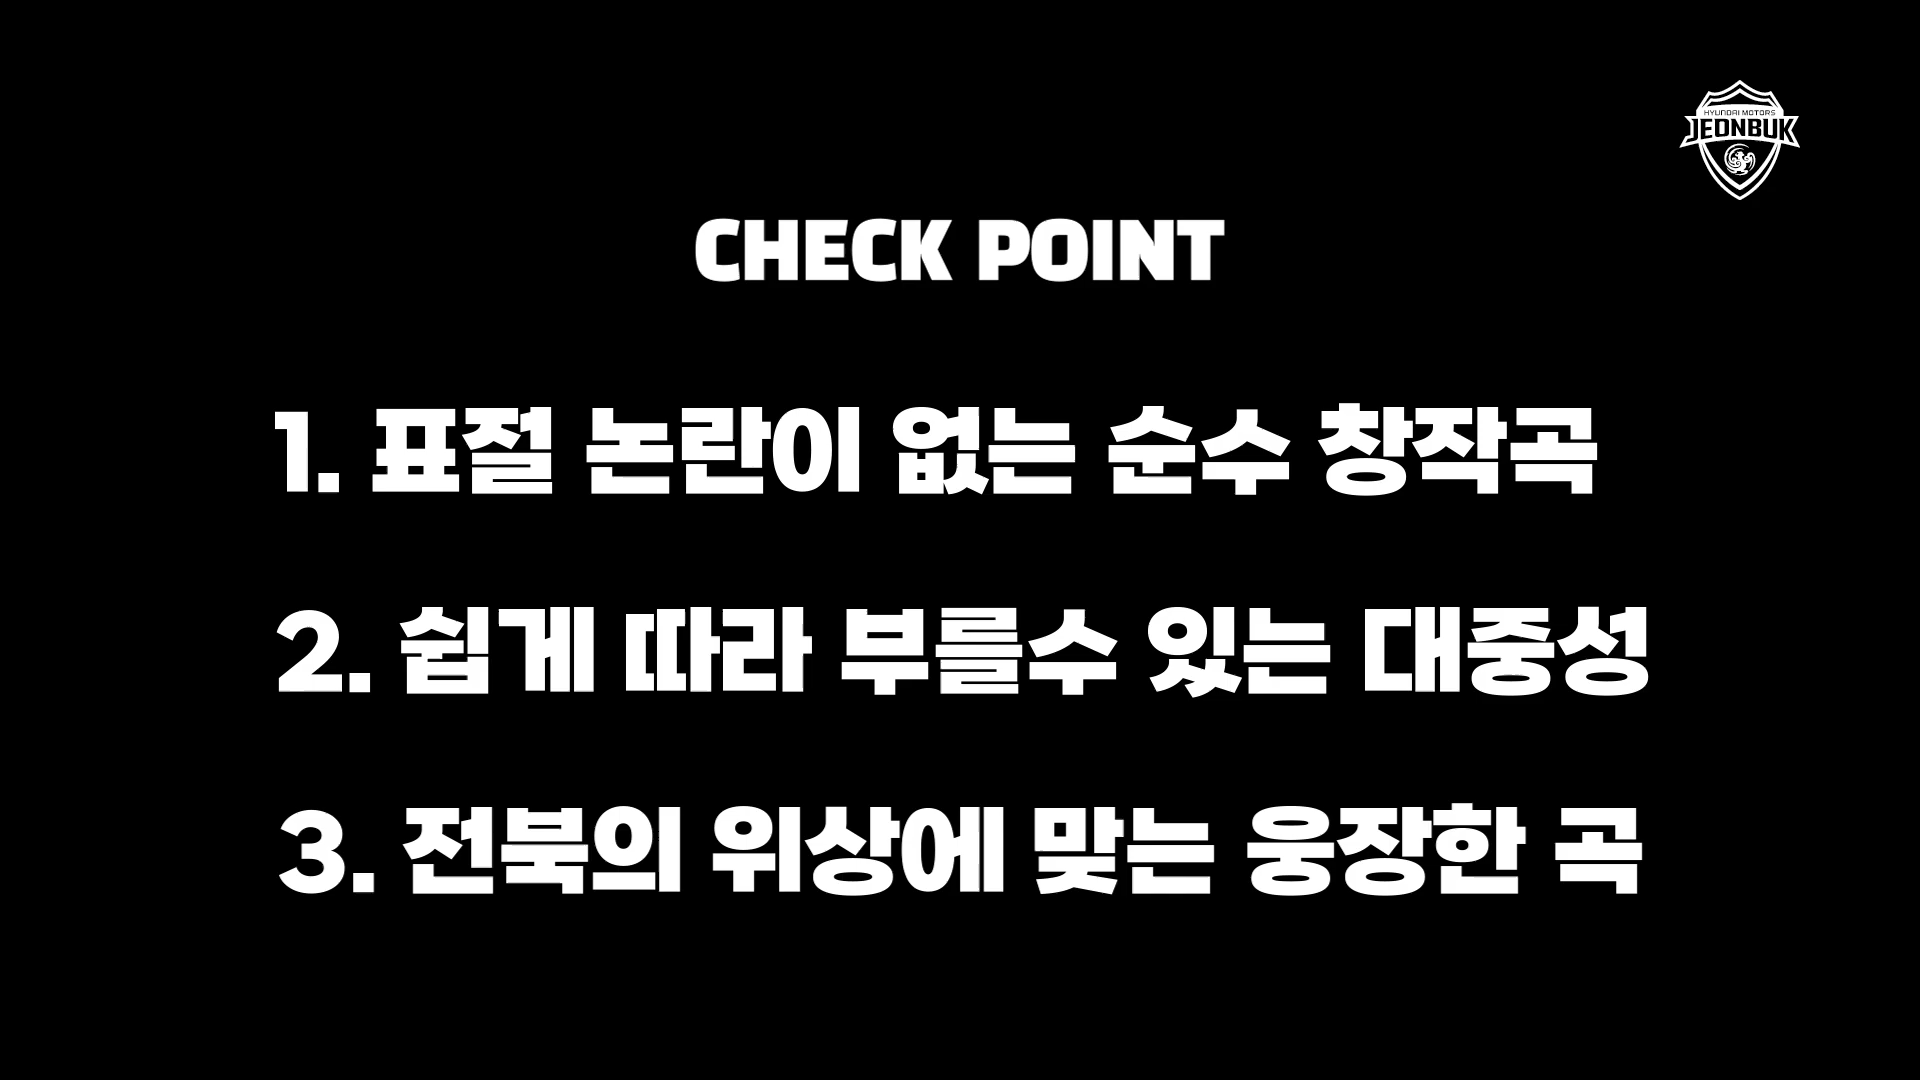 HYUNDAI MOTORS
JEONBUK
CHECK POINT
1. 표절 논란이 없는 순수 창작곡
2. 쉽게 따라 부를수 있는 대중성
3. 전북의 위상에 맞는 웅장한 곡